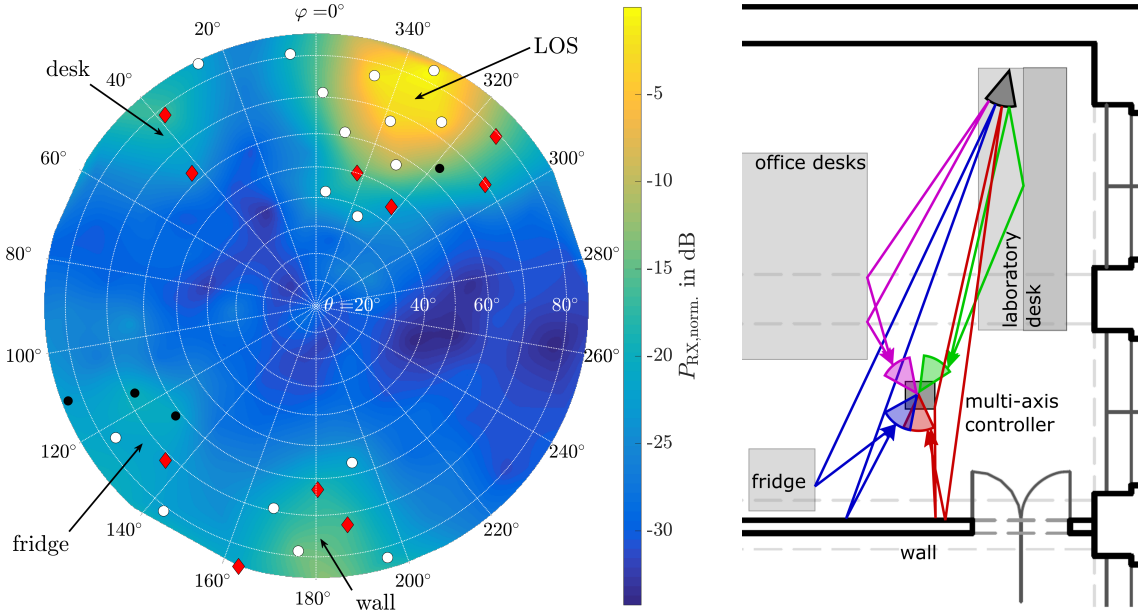 φ =0°
20°
340°
LOS
desk
40°
320°
60°
300°
80°
280°
θ =20°
40°
60°
80°
100°
260°
120°
240°
140°
220°
fridge
160°
200°
180°
wall
-5
-10
-15
-20
-25
-30
P_RX,norm. in dB
office desks
laboratory
desk
multi-axis
controller
fridge
wall